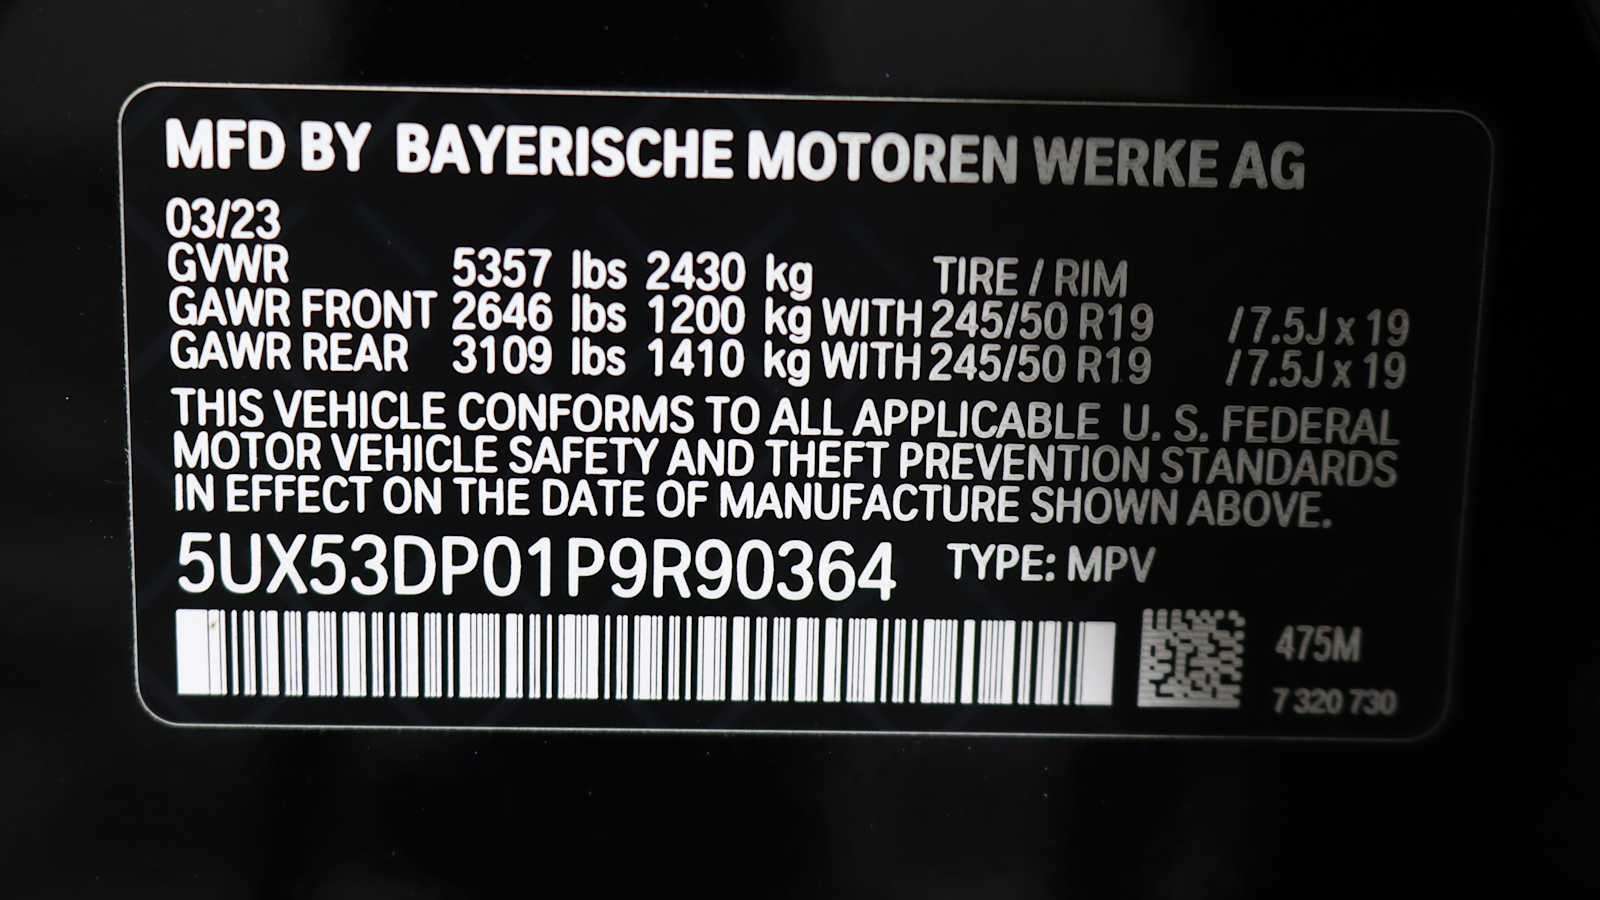 MFD BY BAYERISCHE MOTOREN WERKE AG
03/23
GVWR 5357 lbs 2430 kg TIRE / RIM
GAWR FRONT 2646 lbs 1200 kg WITH 245/50 R19 /7.5J x 19
GAWR REAR 3109 lbs 1410 kg WITH 245/50 R19 /7.5J x 19
THIS VEHICLE CONFORMS TO ALL APPLICABLE U. S. FEDERAL
MOTOR VEHICLE SAFETY AND THEFT PREVENTION STANDARDS
IN EFFECT ON THE DATE OF MANUFACTURE SHOWN ABOVE.
5UX53DP01P9R90364 TYPE: MPV
475M
7 320 730